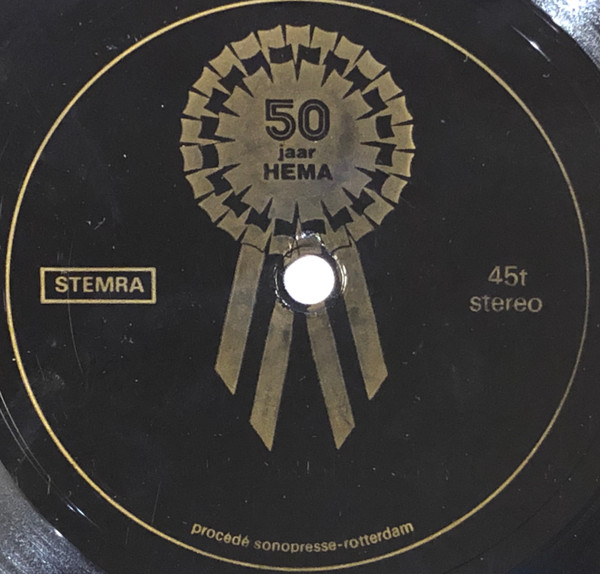 50
jaar
HEMA
STEMRA
45t
stereo
procédé sonopresse-rotterdam